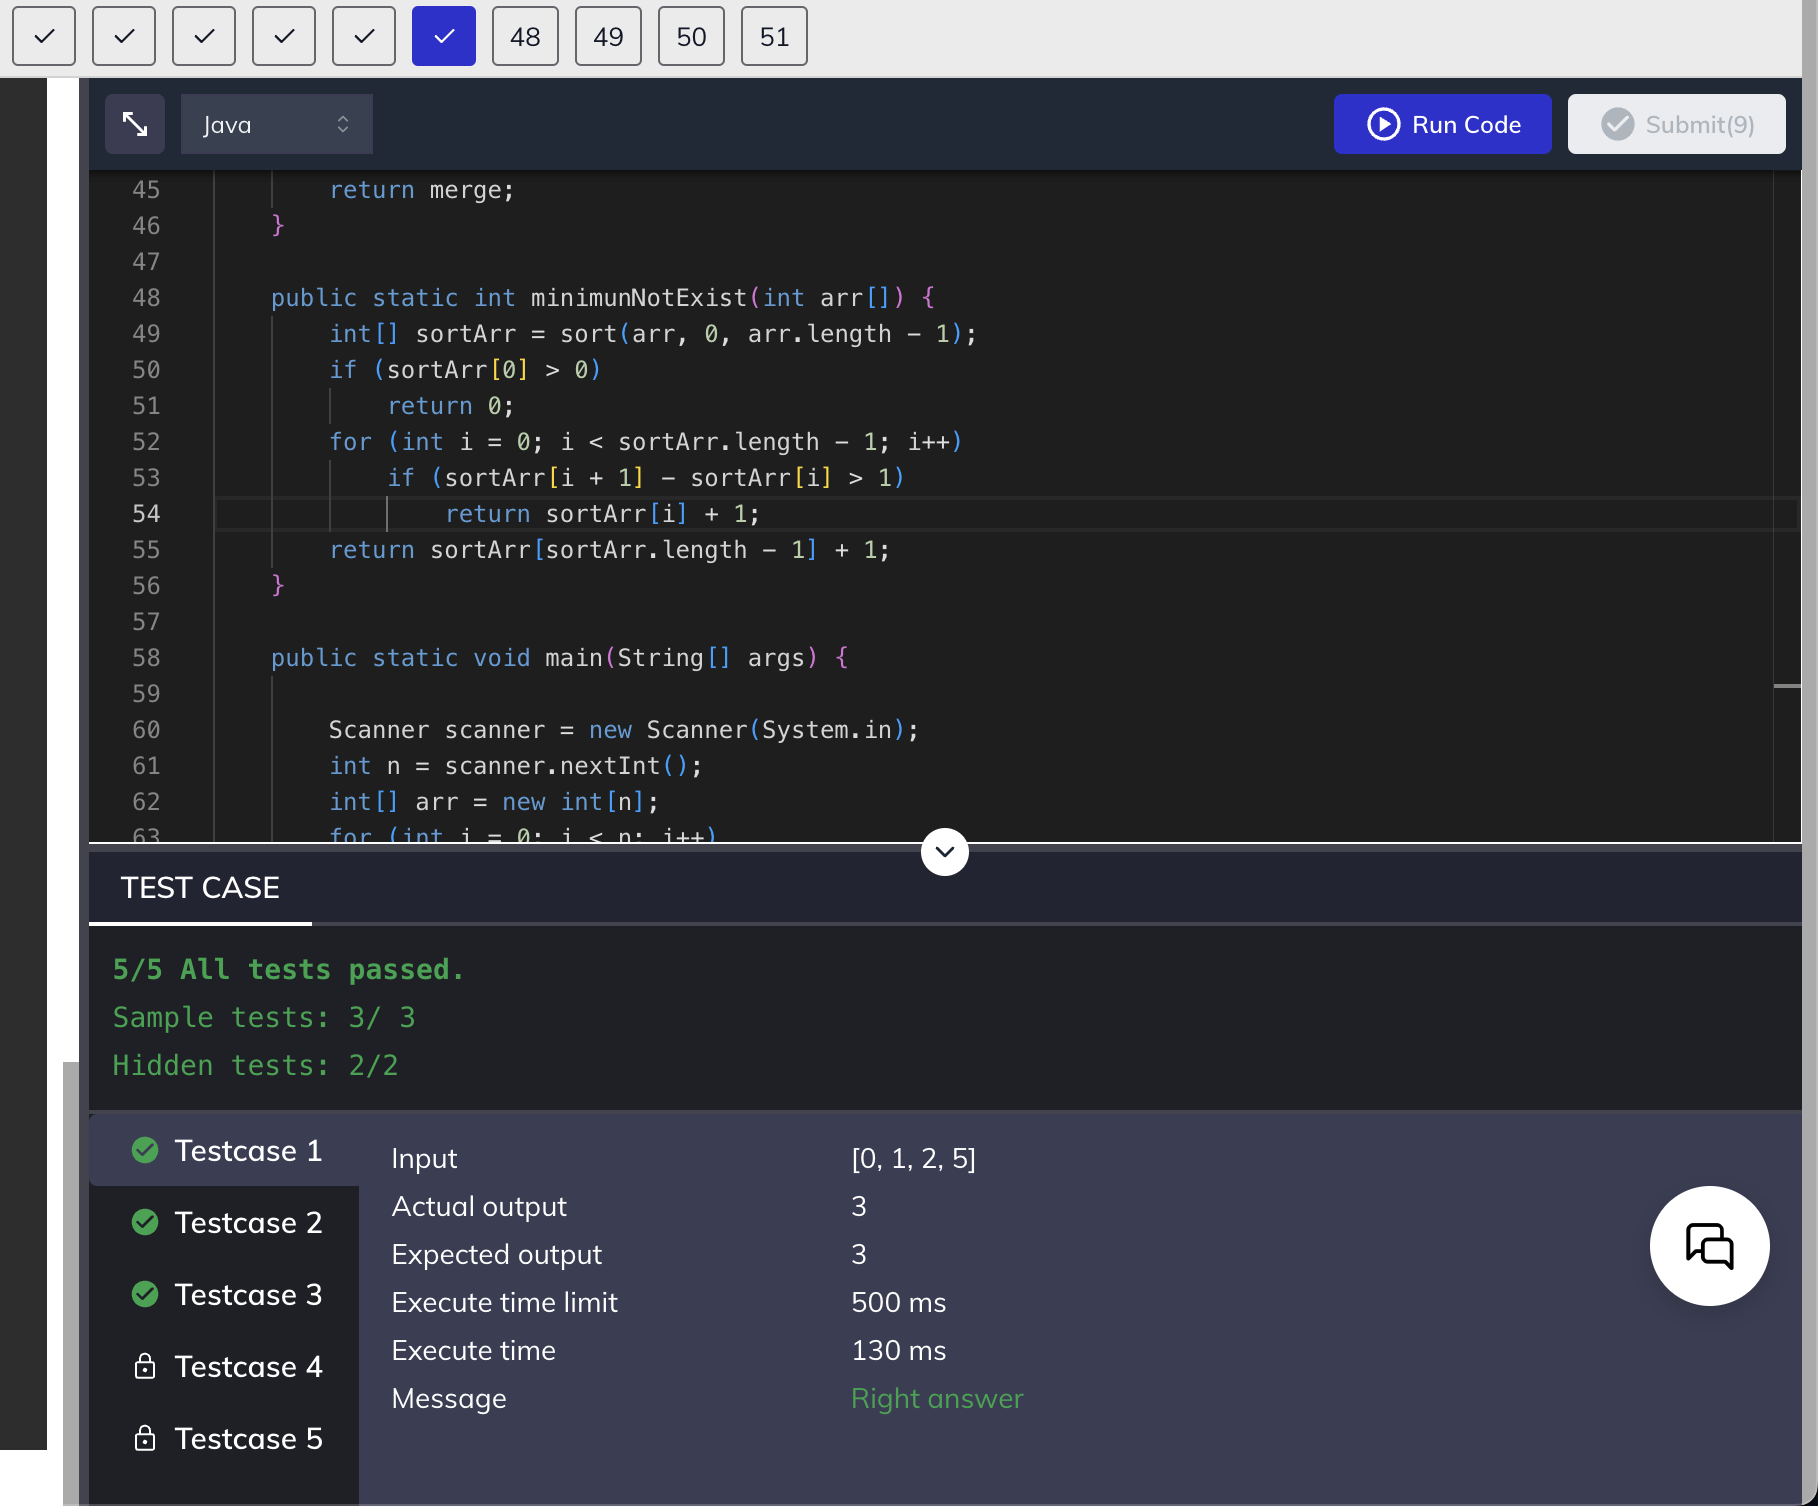 48 49 50 51
Java
Run Code
Submit(9)
45 return merge;
46 }
47
48 public static int minimunNotExist(int arr[]) {
49 int[] sortArr = sort(arr, 0, arr.length - 1);
50 if (sortArr[0] > 0)
51 return 0;
52 for (int i = 0; i < sortArr.length - 1; i++)
53 if (sortArr[i + 1] - sortArr[i] > 1)
54 return sortArr[i] + 1;
55 return sortArr[sortArr.length - 1] + 1;
56 }
57
58 public static void main(String[] args) {
59
60 Scanner scanner = new Scanner(System.in);
61 int n = scanner.nextInt();
62 int[] arr = new int[n];
63 for (int i = 0; i < n; i++)
TEST CASE
5/5 All tests passed.
Sample tests: 3/ 3
Hidden tests: 2/2
Testcase 1
Testcase 2
Testcase 3
Testcase 4
Testcase 5
Input [0, 1, 2, 5]
Actual output 3
Expected output 3
Execute time limit 500 ms
Execute time 130 ms
Message Right answer